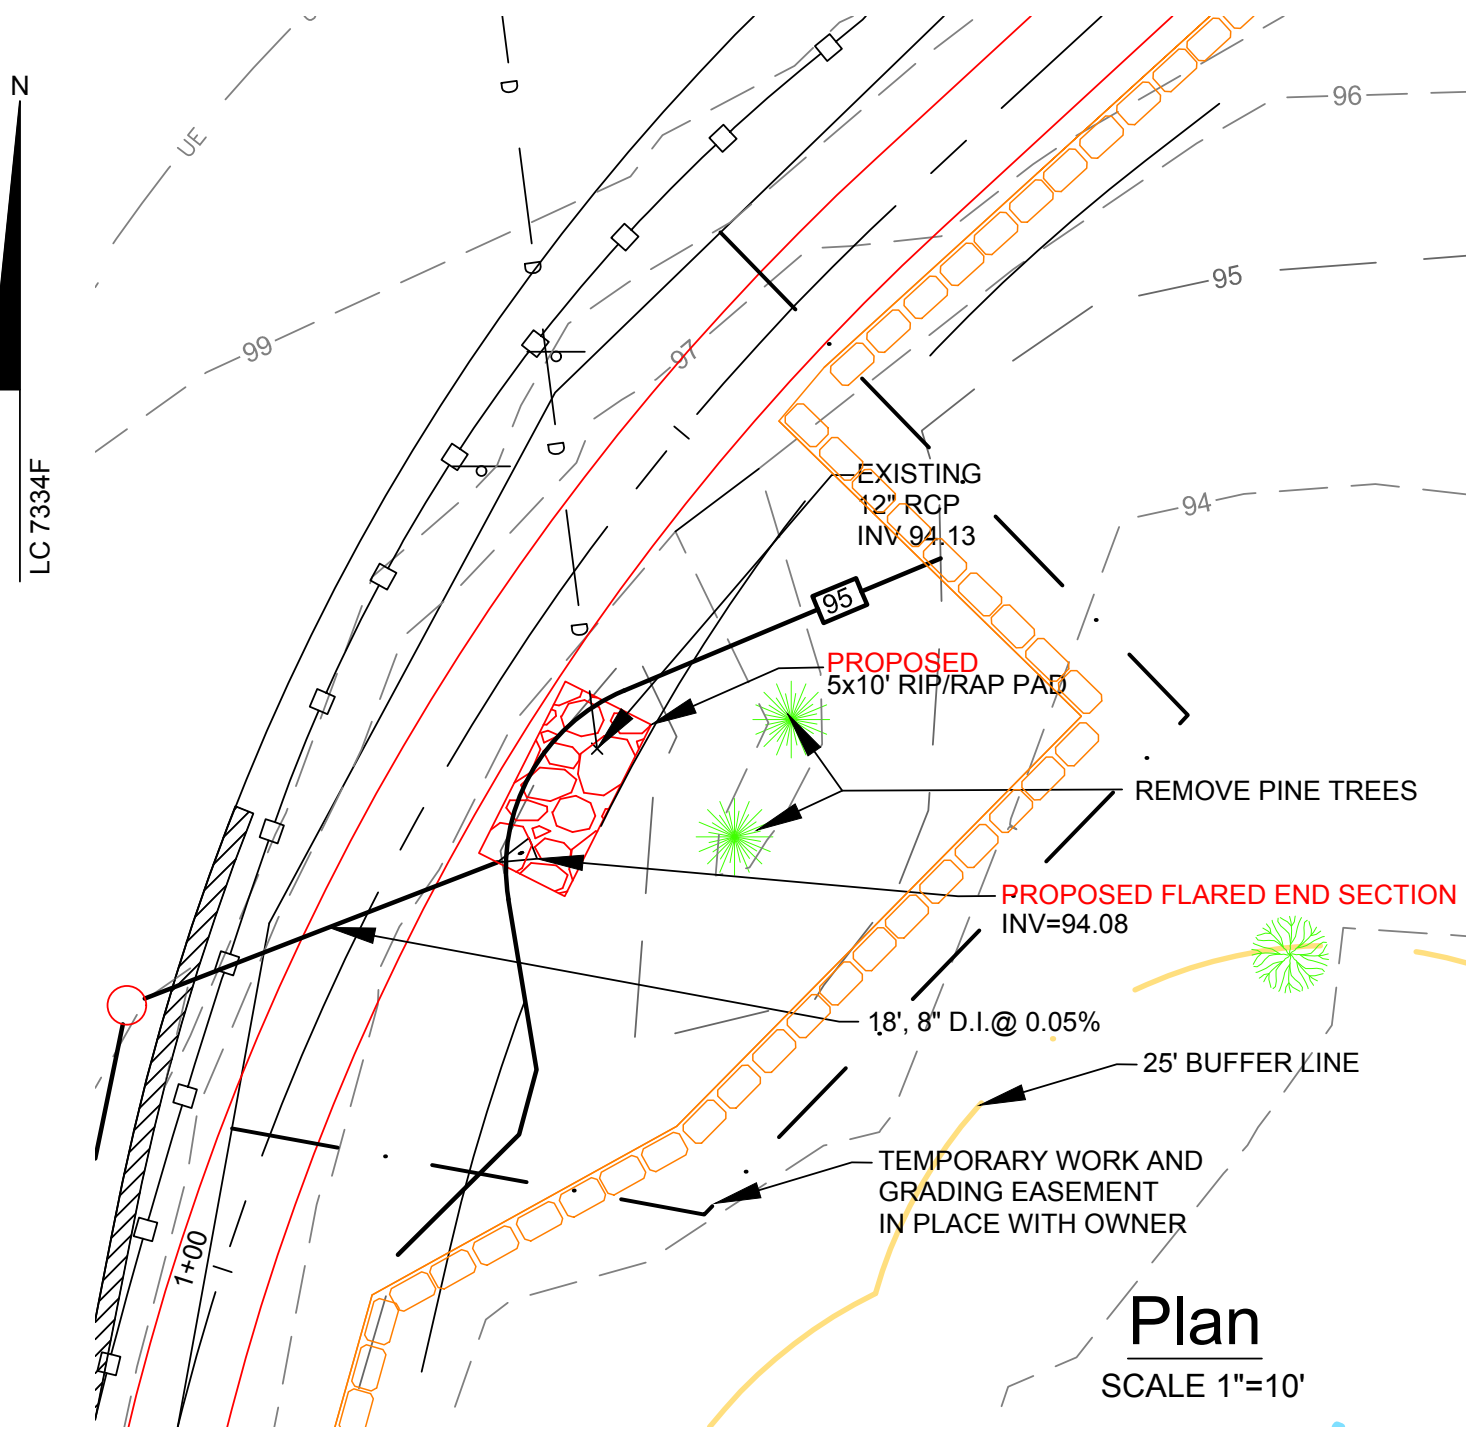 N
UE
96
95
99
97
LC 7334F
EXISTING
12" RCP
INV 94.13
94
95
PROPOSED
5x10' RIP/RAP PAD
REMOVE PINE TREES
PROPOSED FLARED END SECTION
INV=94.08
18', 8" D.I.@ 0.05%
25' BUFFER LINE
TEMPORARY WORK AND
GRADING EASEMENT
IN PLACE WITH OWNER
1+00
Plan
SCALE 1"=10'
D
D
D
D